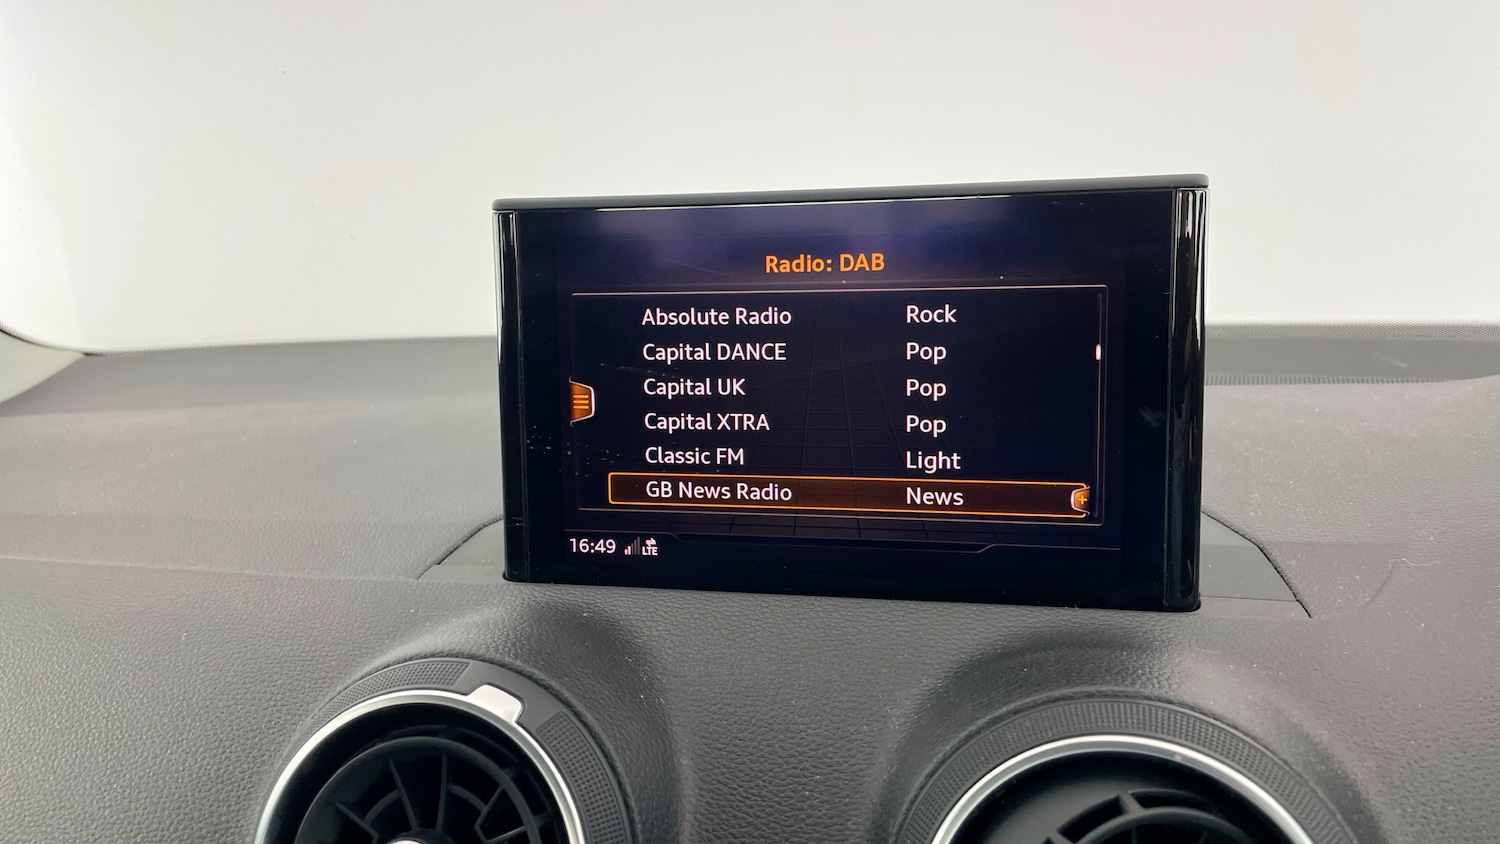 Radio: DAB
Absolute Radio Rock
Capital DANCE Pop
Capital UK Pop
Capital XTRA Pop
Classic FM Light
GB News Radio News
16:49 LTE